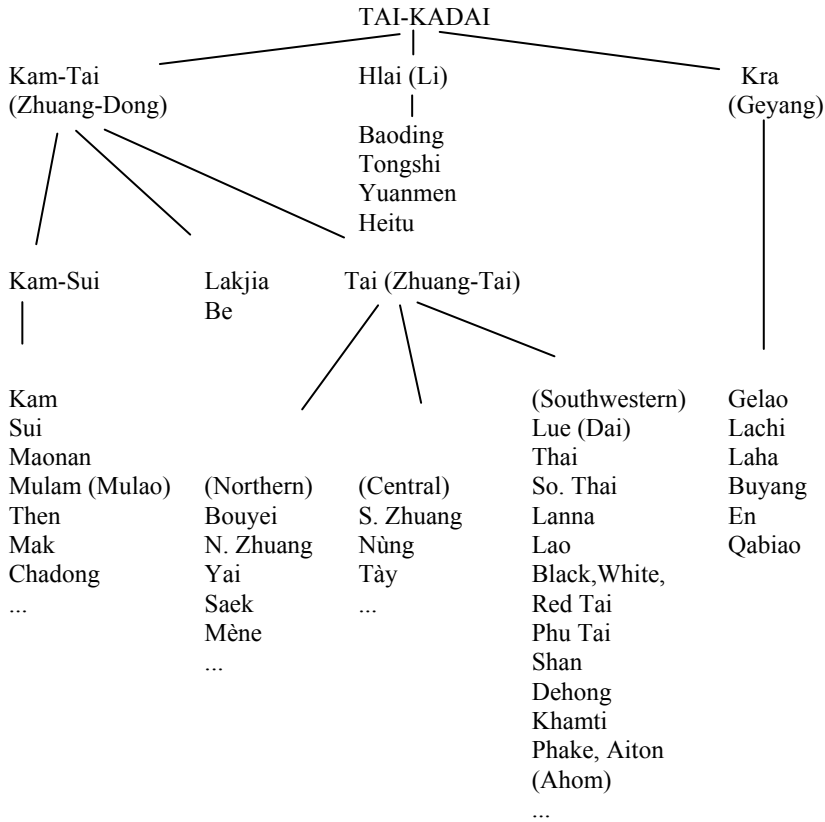 TAI-KADAI
Kam-Tai
(Zhuang-Dong)
Hlai (Li)
Kra
(Geyang)
Baoding
Tongshi
Yuanmen
Heitu
Kam-Sui
Lakjia
Be
Tai (Zhuang-Tai)
Kam
Sui
Maonan
Mulam (Mulao)
Then
Mak
Chadong
...
(Northern)
Bouyei
N. Zhuang
Yai
Saek
Mène
...
(Central)
S. Zhuang
Nùng
Tày
...
(Southwestern)
Lue (Dai)
Thai
So. Thai
Lanna
Lao
Black,White,
Red Tai
Phu Tai
Shan
Dehong
Khamti
Phake, Aiton
(Ahom)
...
Gelao
Lachi
Laha
Buyang
En
Qabiao